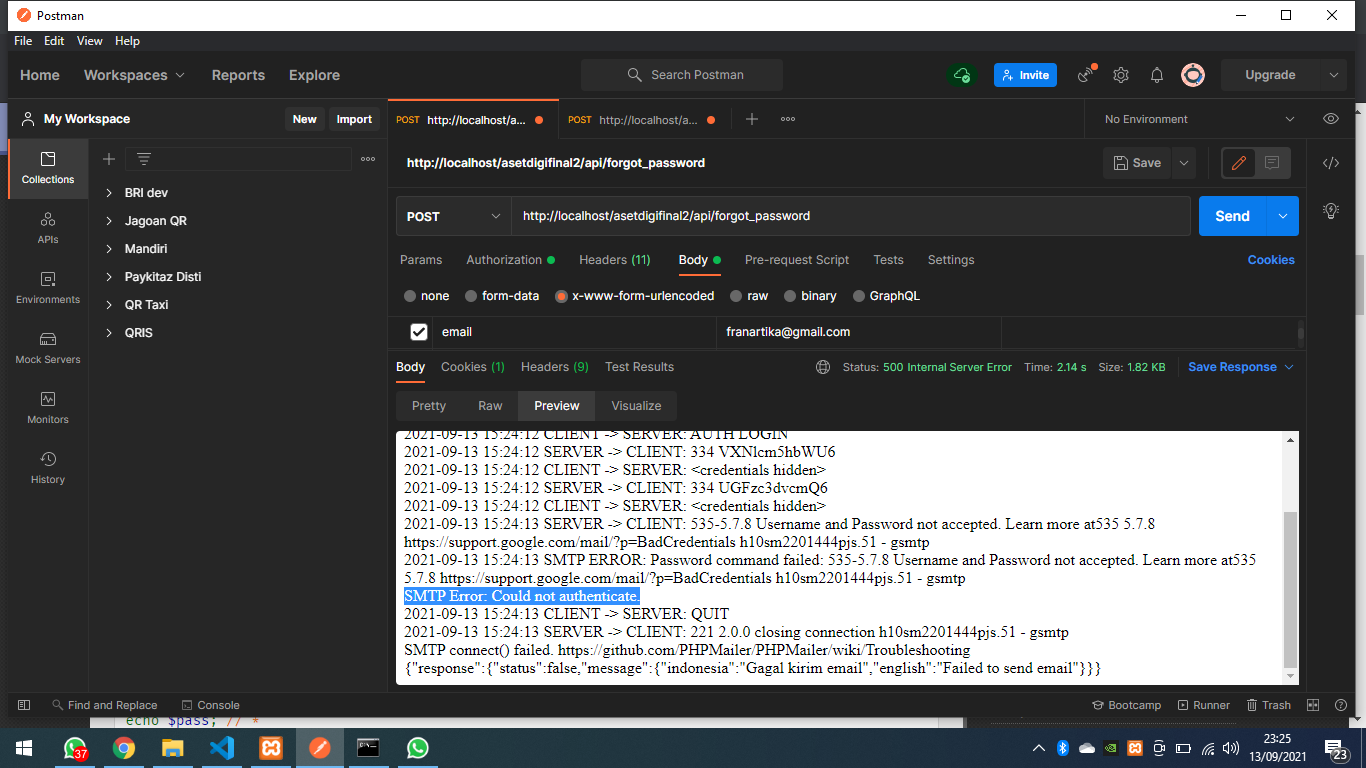 Postman
File Edit View Help
Home Workspaces Reports Explore Search Postman Invite Upgrade
My Workspace New Import POST http://localhost/a... POST http://localhost/a... No Environment
http://localhost/asetdigifinal2/api/forgot_password Save
Collections
APIs
Environments
Mock Servers
Monitors
History
BRI dev
Jagoan QR
Mandiri
Paykitaz Disti
QR Taxi
QRIS
POST http://localhost/asetdigifinal2/api/forgot_password Send
Params Authorization Headers (11) Body Pre-request Script Tests Settings Cookies
none form-data x-www-form-urlencoded raw binary GraphQL
email franartika@gmail.com
Body Cookies (1) Headers (9) Test Results Status: 500 Internal Server Error Time: 2.14 s Size: 1.82 KB Save Response
Pretty Raw Preview Visualize
2021-09-13 15:24:12 CLIENT -> SERVER: AUTH LOGIN
2021-09-13 15:24:12 SERVER -> CLIENT: 334 VXNlcm5hbWU6
2021-09-13 15:24:12 CLIENT -> SERVER: <credentials hidden>
2021-09-13 15:24:12 SERVER -> CLIENT: 334 UGFzc3dvcmQ6
2021-09-13 15:24:12 CLIENT -> SERVER: <credentials hidden>
2021-09-13 15:24:13 SERVER -> CLIENT: 535-5.7.8 Username and Password not accepted. Learn more at535 5.7.8
https://support.google.com/mail/?p=BadCredentials h10sm2201444pjs.51 - gsmtp
2021-09-13 15:24:13 SMTP ERROR: Password command failed: 535-5.7.8 Username and Password not accepted. Learn more at535
5.7.8 https://support.google.com/mail/?p=BadCredentials h10sm2201444pjs.51 - gsmtp
SMTP Error: Could not authenticate.
2021-09-13 15:24:13 CLIENT -> SERVER: QUIT
2021-09-13 15:24:13 SERVER -> CLIENT: 221 2.0.0 closing connection h10sm2201444pjs.51 - gsmtp
SMTP connect() failed. https://github.com/PHPMailer/PHPMailer/wiki/Troubleshooting
{"response":{"status":false,"message":{"indonesia":"Gagal kirim email","english":"Failed to send email"}}}
Find and Replace Console Bootcamp Runner Trash
echo $pass; // *
37
23:25
13/09/2021
23